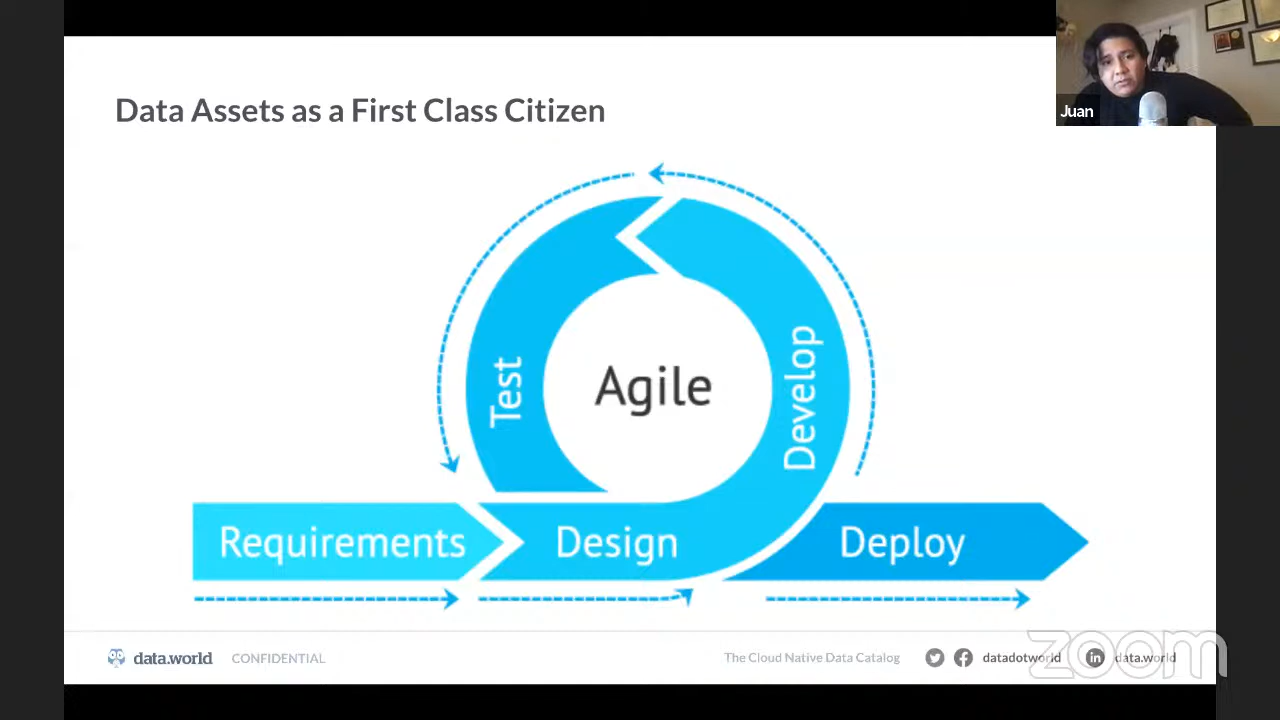 Data Assets as a First Class Citizen
Juan
Test
Agile
Develop
Requirements
Design
Deploy
data.world
CONFIDENTIAL
The Cloud Native Data Catalog
datadotworld
in
data.world
zoom